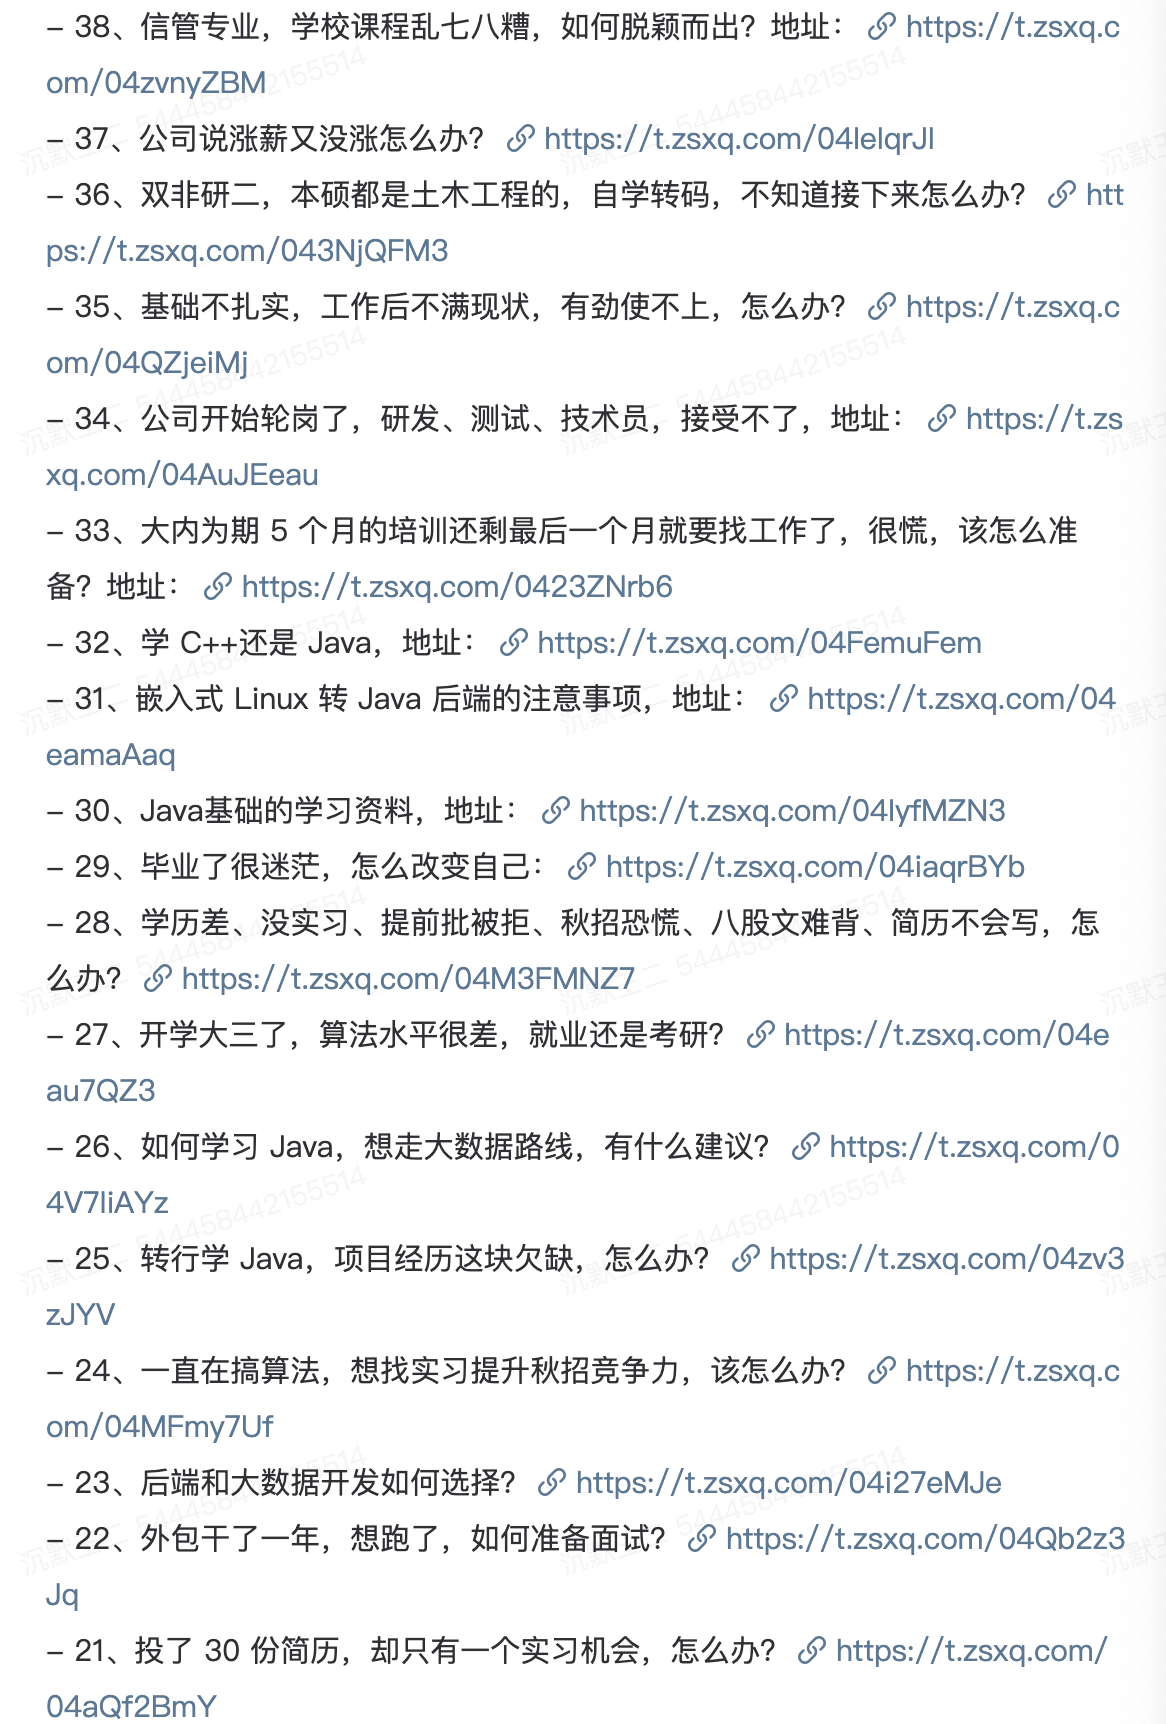 – 38、信管专业，学校课程乱七八糟，如何脱颖而出？地址： https://t.zsxq.c
om/04zvnyZBM
– 37、公司说涨薪又没涨怎么办？ https://t.zsxq.com/04IeIqrJI
– 36、双非研二，本硕都是土木工程的，自学转码，不知道接下来怎么办？ htt
ps://t.zsxq.com/043NjQFM3
– 35、基础不扎实，工作后不满现状，有劲使不上，怎么办？ https://t.zsxq.c
om/04QZjeiMj
– 34、公司开始轮岗了，研发、测试、技术员，接受不了，地址： https://t.zs
xq.com/04AuJEeau
– 33、大内为期 5 个月的培训还剩最后一个月就要找工作了，很慌，该怎么准
备？地址： https://t.zsxq.com/0423ZNrb6
– 32、学 C++还是 Java，地址： https://t.zsxq.com/04FemuFem
– 31、嵌入式 Linux 转 Java 后端的注意事项，地址： https://t.zsxq.com/04
eamaAaq
– 30、Java基础的学习资料，地址： https://t.zsxq.com/04IyfMZN3
– 29、毕业了很迷茫，怎么改变自己： https://t.zsxq.com/04iaqrBYb
– 28、学历差、没实习、提前批被拒、秋招恐慌、八股文难背、简历不会写，怎
么办？ https://t.zsxq.com/04M3FMNZ7
– 27、开学大三了，算法水平很差，就业还是考研？ https://t.zsxq.com/04e
au7QZ3
– 26、如何学习 Java，想走大数据路线，有什么建议？ https://t.zsxq.com/0
4V7IiAYz
– 25、转行学 Java，项目经历这块欠缺，怎么办？ https://t.zsxq.com/04zv3
zJYV
– 24、一直在搞算法，想找实习提升秋招竞争力，该怎么办？ https://t.zsxq.c
om/04MFmy7Uf
– 23、后端和大数据开发如何选择？ https://t.zsxq.com/04i27eMJe
– 22、外包干了一年，想跑了，如何准备面试？ https://t.zsxq.com/04Qb2z3
Jq
– 21、投了 30 份简历，却只有一个实习机会，怎么办？ https://t.zsxq.com/
04aQf2BmY